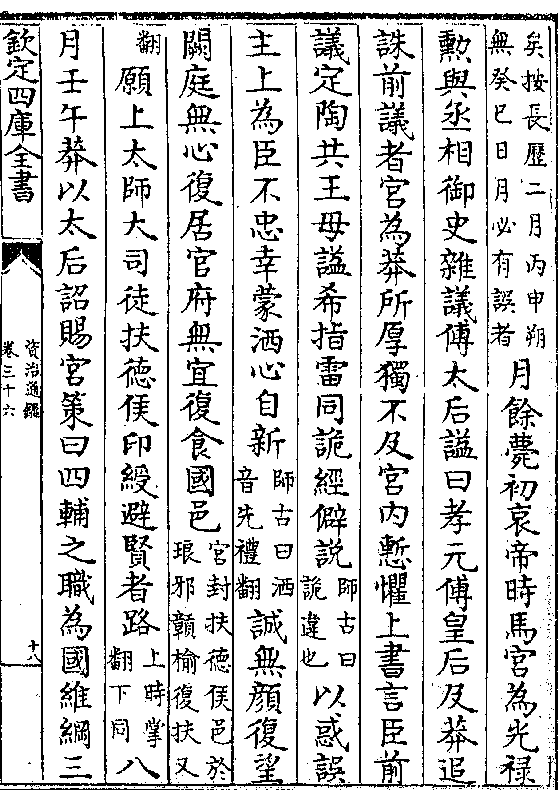 矣按長歷二月丙申朔
無癸巳日月必有誤者
月餘薨初哀帝時馬宮為光祿
勲與丞相御史雜議傅太后謚曰孝元傅皇后及莽追
誅前議者宮為莽所厚獨不及宮内慙懼上書言臣前
議定陶共王母謚希指雷同詭經僻說
師古曰
詭違也
以惑誤
主上為臣不忠幸蒙洒心自新
師古曰洒
音先禮翻
誠無顔復望
闕庭無心復居官府無宜復食國邑
宮封扶德侯邑於
琅邪贛榆復扶又
翻
願上太師大司徒扶德侯印綬避賢者路
上時掌
翻下同
八
月壬午莽以太后詔賜宮策曰四輔之職為國維綱三
欽定四庫全書
資治通鑑
卷三十六
十八